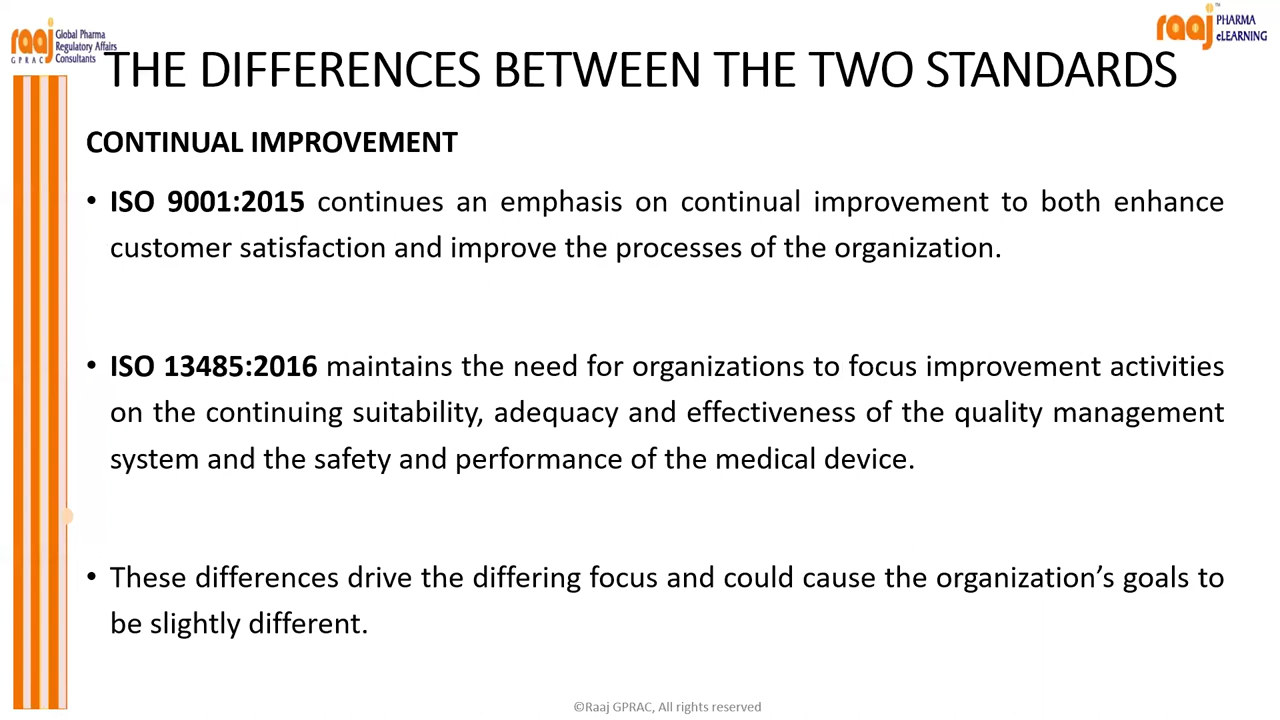 raaj
GPRAC
Global Pharma
Regulatory Affairs
Consultants
raaj
™
PHARMA
eLEARNING
THE DIFFERENCES BETWEEN THE TWO STANDARDS
CONTINUAL IMPROVEMENT
• ISO 9001:2015 continues an emphasis on continual improvement to both enhance
customer satisfaction and improve the processes of the organization.
• ISO 13485:2016 maintains the need for organizations to focus improvement activities
on the continuing suitability, adequacy and effectiveness of the quality management
system and the safety and performance of the medical device.
• These differences drive the differing focus and could cause the organization’s goals to
be slightly different.
©Raaj GPRAC, All rights reserved